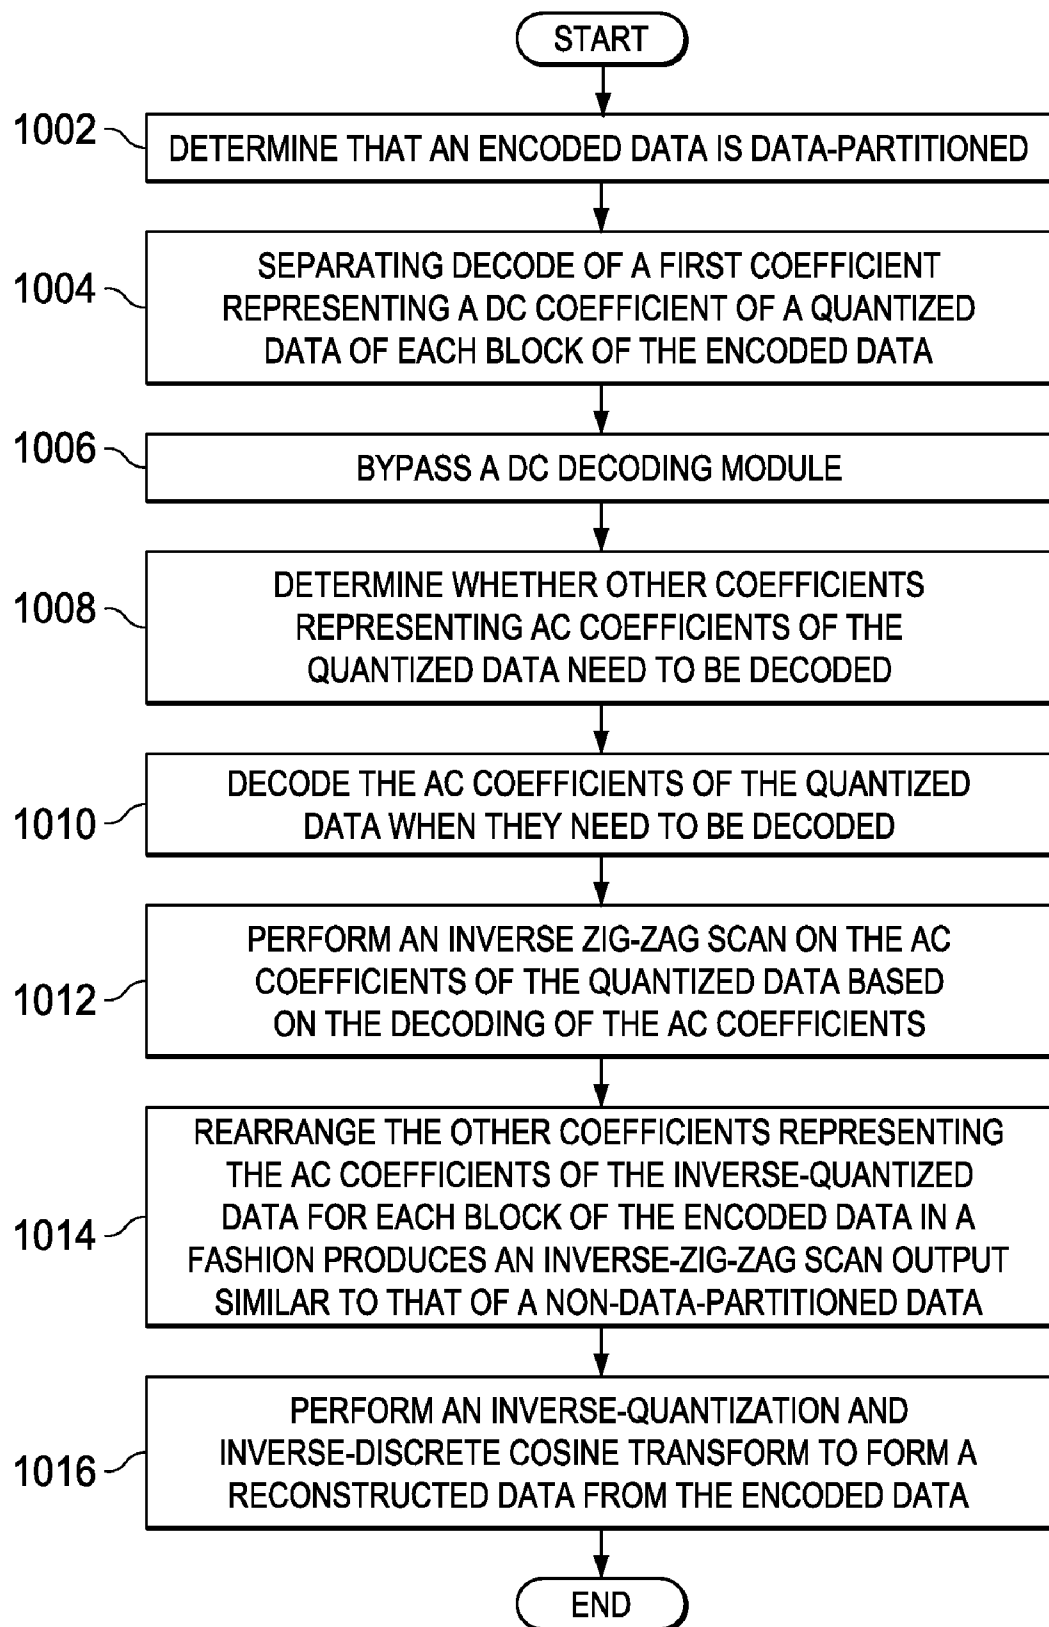 START
1002
DETERMINE THAT AN ENCODED DATA IS DATA-PARTITIONED
1004
SEPARATING DECODE OF A FIRST COEFFICIENT
REPRESENTING A DC COEFFICIENT OF A QUANTIZED
DATA OF EACH BLOCK OF THE ENCODED DATA
1006
BYPASS A DC DECODING MODULE
1008
DETERMINE WHETHER OTHER COEFFICIENTS
REPRESENTING AC COEFFICIENTS OF THE
QUANTIZED DATA NEED TO BE DECODED
1010
DECODE THE AC COEFFICIENTS OF THE QUANTIZED
DATA WHEN THEY NEED TO BE DECODED
1012
PERFORM AN INVERSE ZIG-ZAG SCAN ON THE AC
COEFFICIENTS OF THE QUANTIZED DATA BASED
ON THE DECODING OF THE AC COEFFICIENTS
1014
REARRANGE THE OTHER COEFFICIENTS REPRESENTING
THE AC COEFFICIENTS OF THE INVERSE-QUANTIZED
DATA FOR EACH BLOCK OF THE ENCODED DATA IN A
FASHION PRODUCES AN INVERSE-ZIG-ZAG SCAN OUTPUT
SIMILAR TO THAT OF A NON-DATA-PARTITIONED DATA
1016
PERFORM AN INVERSE-QUANTIZATION AND
INVERSE-DISCRETE COSINE TRANSFORM TO FORM A
RECONSTRUCTED DATA FROM THE ENCODED DATA
END